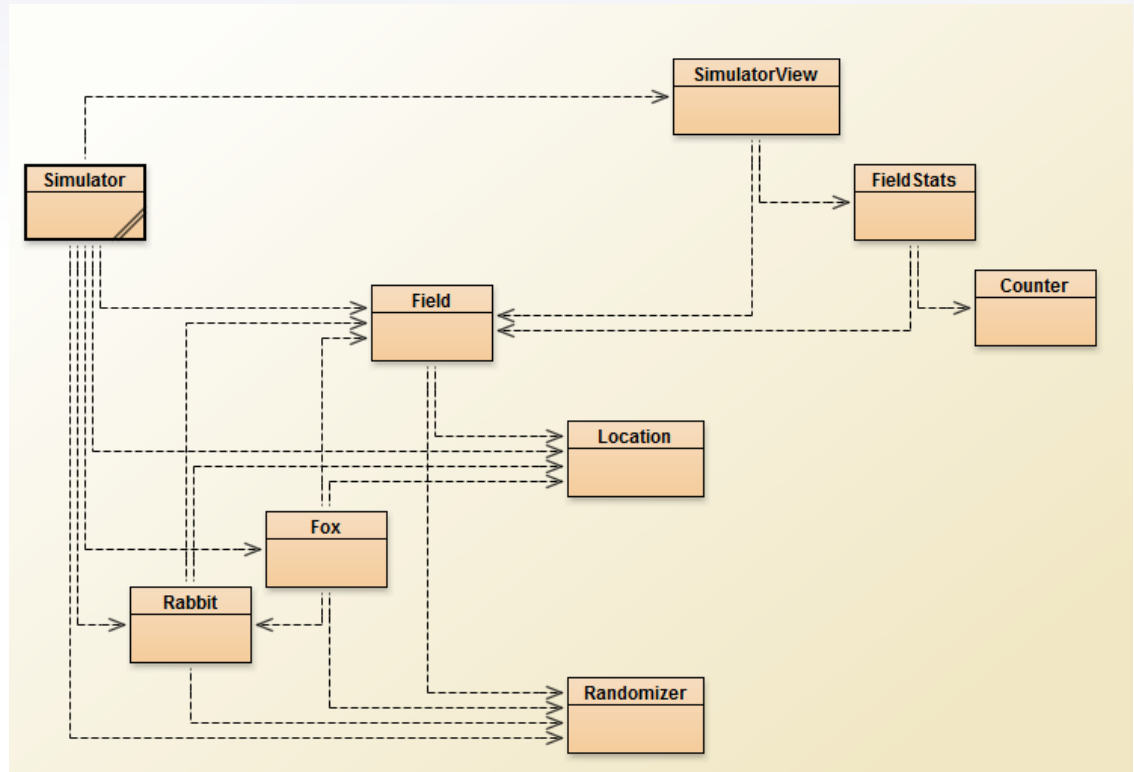 SimulatorView
Simulator
FieldStats
Counter
Field
Location
Fox
Rabbit
Randomizer